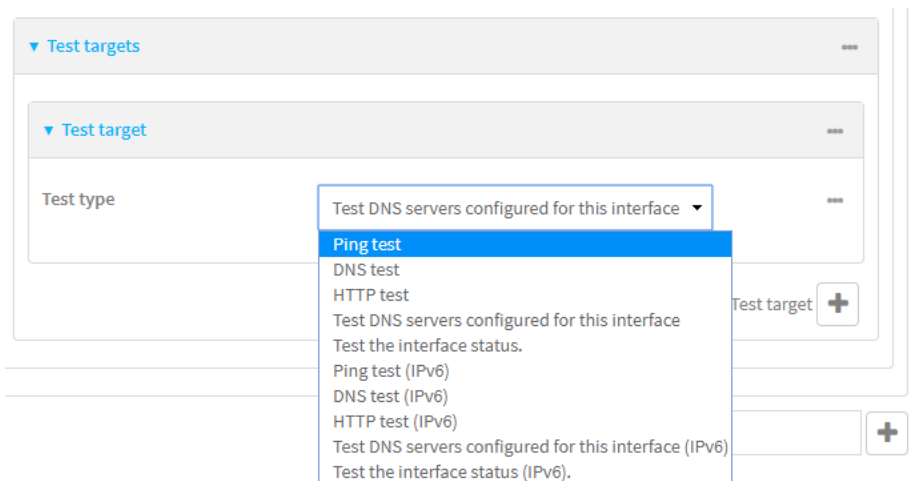 Test targets
Test target
Test type
Test DNS servers configured for this interface
Ping test
DNS test
HTTP test
Test DNS servers configured for this interface
Test target
Test the interface status.
Ping test (IPv6)
DNS test (IPv6)
HTTP test (IPv6)
Test DNS servers configured for this interface (IPv6)
Test the interface status (IPv6).